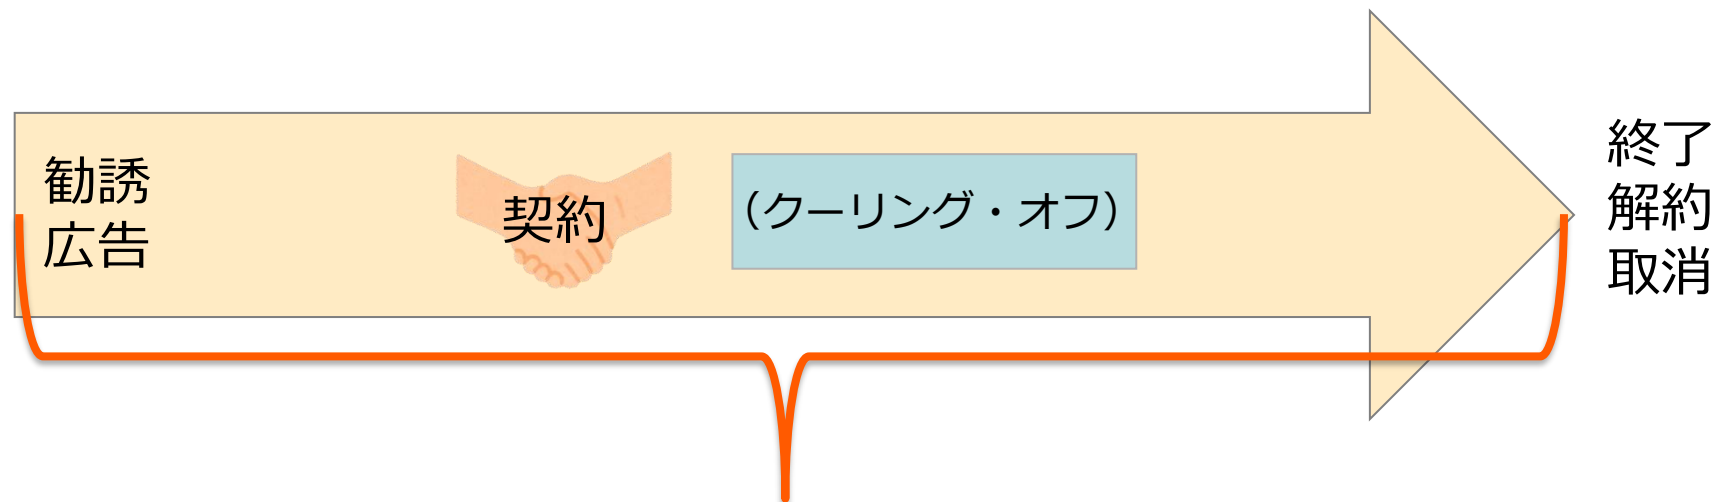 勧誘
広告
契約
（クーリング・オフ）
終了
解約
取消